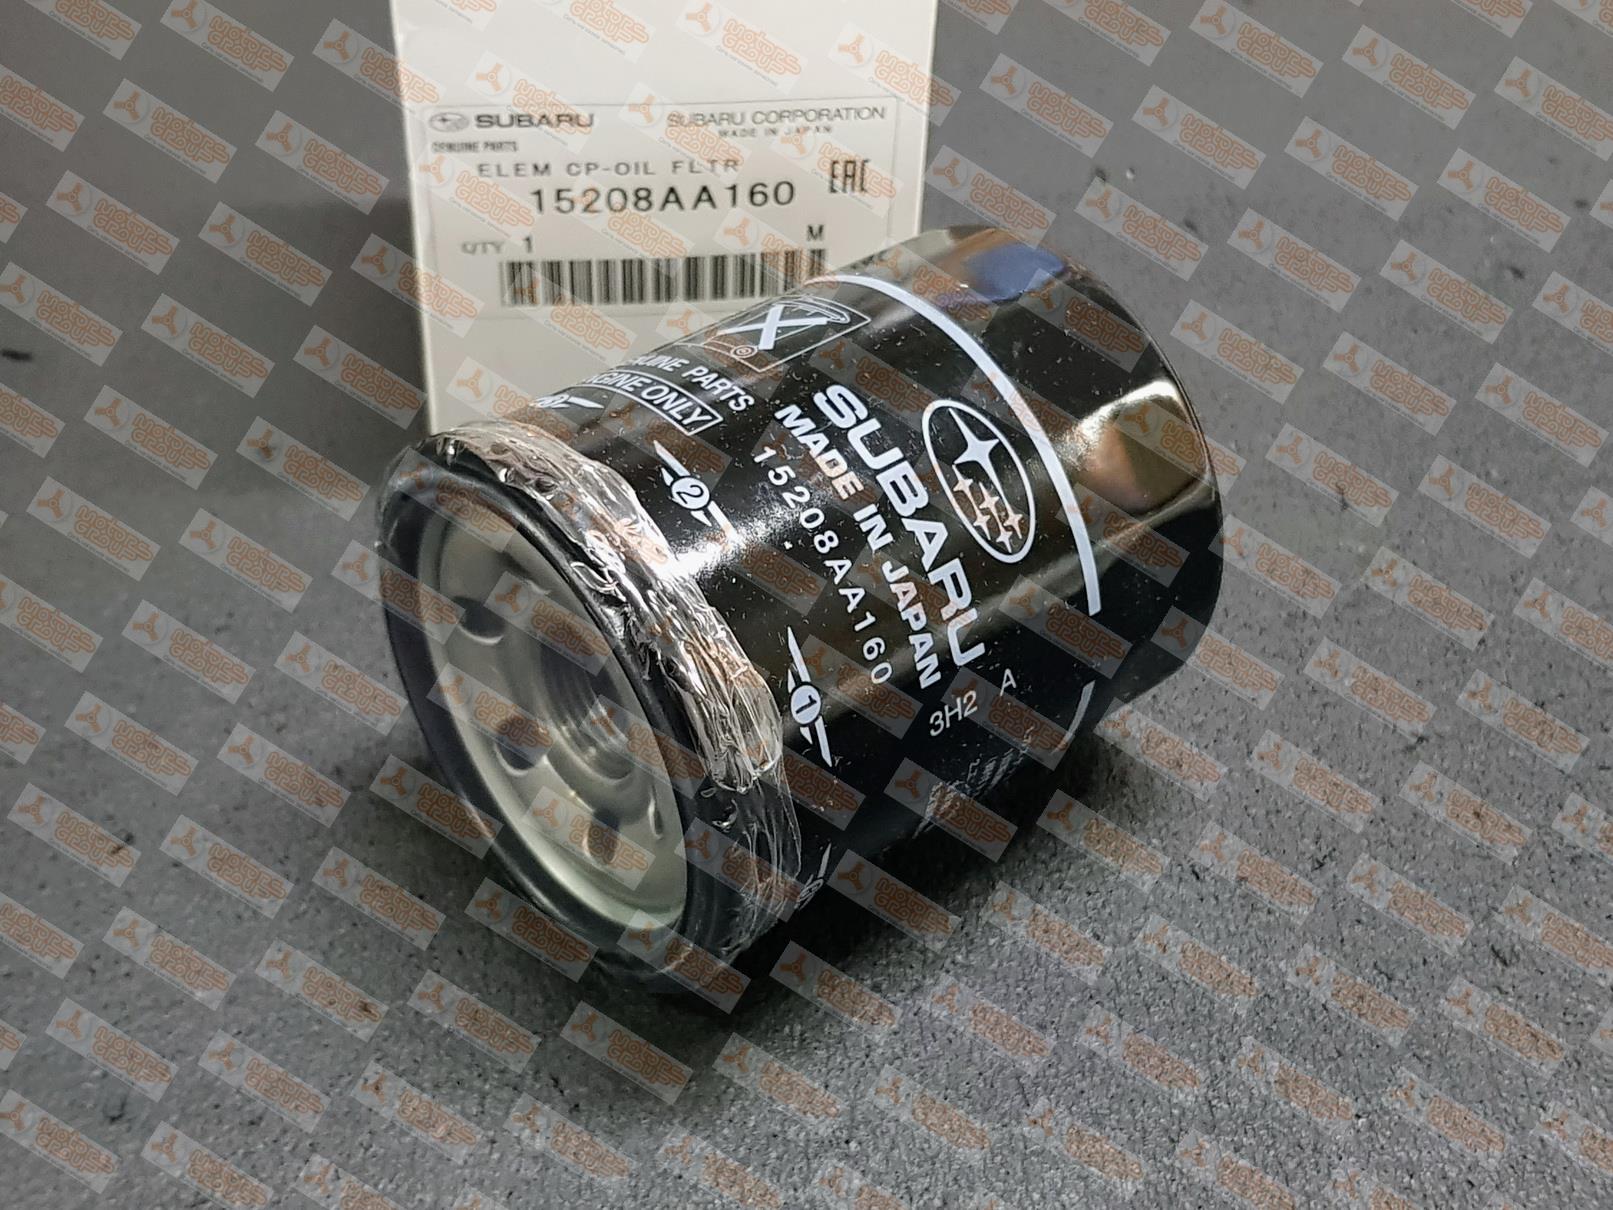 SUBARU
SUBARU CORPORATION
MADE IN JAPAN
GENUINE PARTS
ELEM CP-OIL FLTR
15208AA160
EAC
QTY 1
M
PARTS
ENGINE ONLY
2
1
SUBARU
MADE IN JAPAN
15208AA160
3H2 A